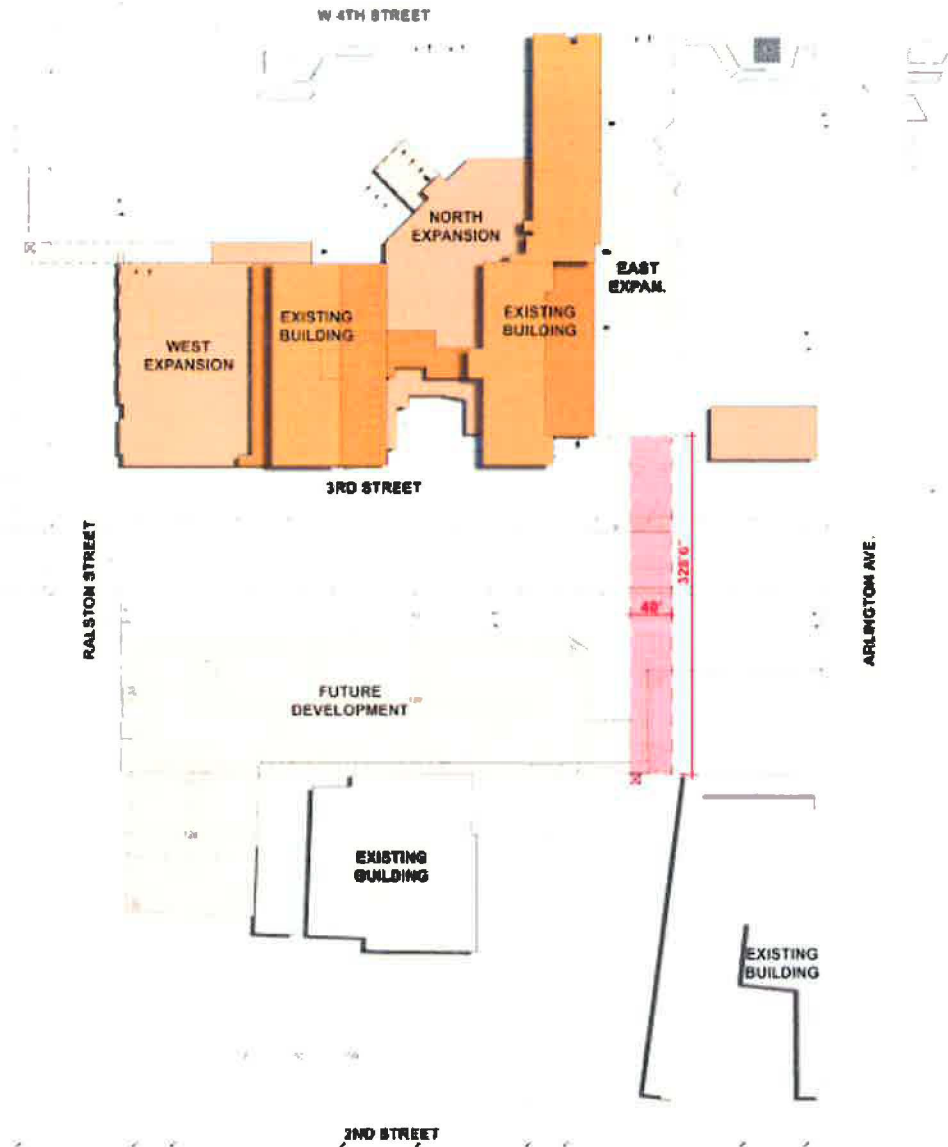 W 4TH STREET
NORTH
EXPANSION
EAST
EXPAN.
EXISTING
BUILDING
EXISTING
BUILDING
WEST
EXPANSION
3RD STREET
RALSTON STREET
ARLINGTON AVE.
328'6"
40'
FUTURE
DEVELOPMENT
EXISTING
BUILDING
EXISTING
BUILDING
2ND STREET